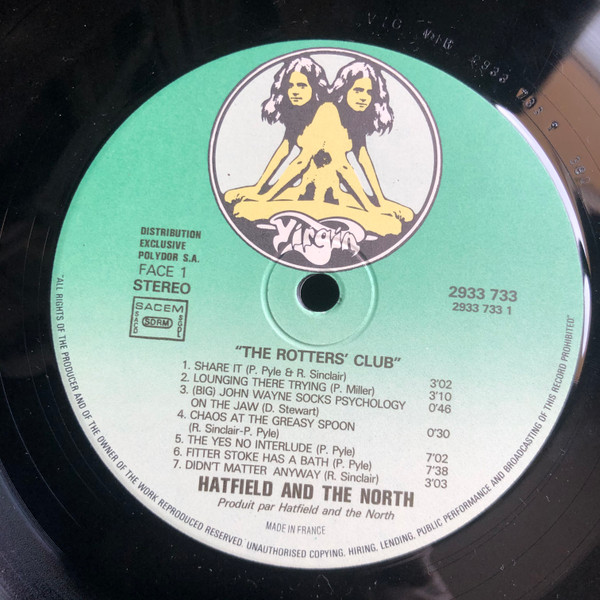 Virgin
DISTRIBUTION
EXCLUSIVE
POLYDOR S.A.
FACE 1
STEREO
SACEM
SACD
SDRM
SGDL
2933 733
2933 733 1
"THE ROTTERS' CLUB"
1. SHARE IT (P. Pyle & R. Sinclair) 3'02
2. LOUNGING THERE TRYING (P. Miller) 3'10
3. (BIG) JOHN WAYNE SOCKS PSYCHOLOGY
ON THE JAW (D. Stewart) 0'46
4. CHAOS AT THE GREASY SPOON
(R. Sinclair-P. Pyle) 0'30
5. THE YES NO INTERLUDE (P. Pyle) 7'02
6. FITTER STOKE HAS A BATH (P. Pyle) 7'38
7. DIDN'T MATTER ANYWAY (R. Sinclair) 3'03
HATFIELD AND THE NORTH
Produit par Hatfield and the North
MADE IN FRANCE
"ALL RIGHTS OF THE PRODUCER AND OF THE OWNER OF THE WORK REPRODUCED RESERVED. UNAUTHORISED COPYING, HIRING, LENDING, PUBLIC PERFORMANCE AND BROADCASTING OF THIS RECORD PROHIBITED"